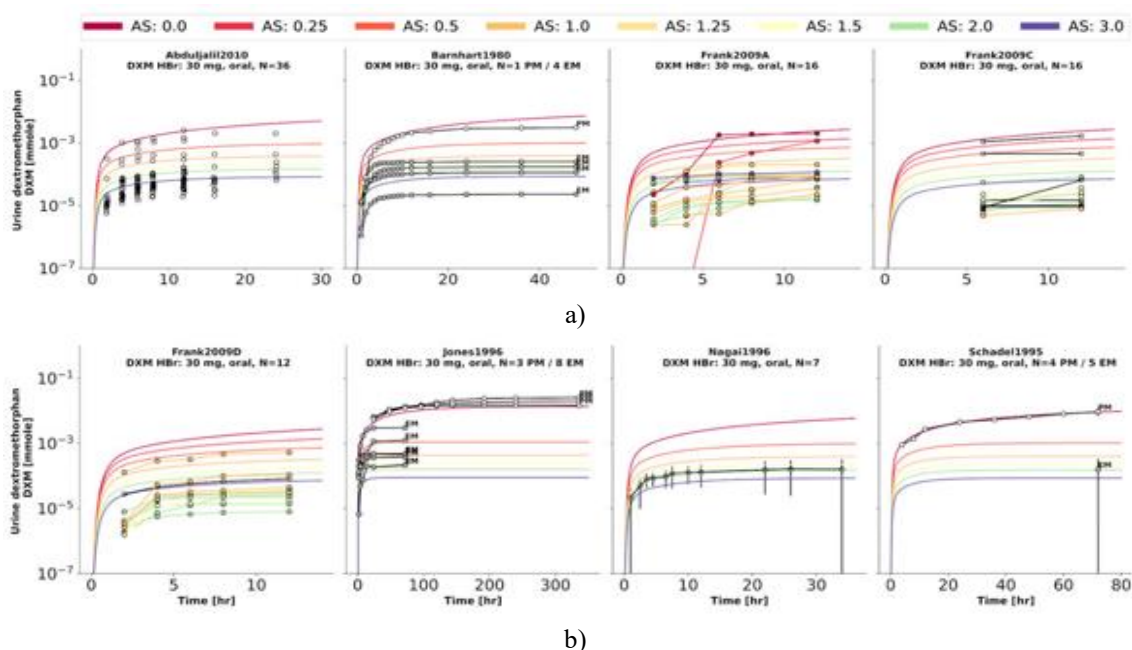 AS: 0.0 AS: 0.25 AS: 0.5 AS: 1.0 AS: 1.25 AS: 1.5 AS: 2.0 AS: 3.0
Abduljalil2010
DXM HBr: 30 mg, oral, N=36
Barnhart1980
DXM HBr: 30 mg, oral, N=1 PM / 4 EM
Frank2009A
DXM HBr: 30 mg, oral, N=16
Frank2009C
DXM HBr: 30 mg, oral, N=16
Urine dextromethorphan
DXM [mmole]
10⁻¹
10⁻³
10⁻⁵
10⁻⁷
PM
EM
EM
0 10 20 30
0 20 40
0 5 10
0 5 10
a)
Frank2009D
DXM HBr: 30 mg, oral, N=12
Jones1996
DXM HBr: 30 mg, oral, N=3 PM / 8 EM
Nagai1996
DXM HBr: 30 mg, oral, N=7
Schadel1995
DXM HBr: 30 mg, oral, N=4 PM / 5 EM
Urine dextromethorphan
DXM [mmole]
10⁻¹
10⁻³
10⁻⁵
10⁻⁷
EM
EM
EM
PM
EM
0 5 10
0 100 200 300
0 10 20 30
0 20 40 60 80
Time [hr]
Time [hr]
Time [hr]
Time [hr]
b)